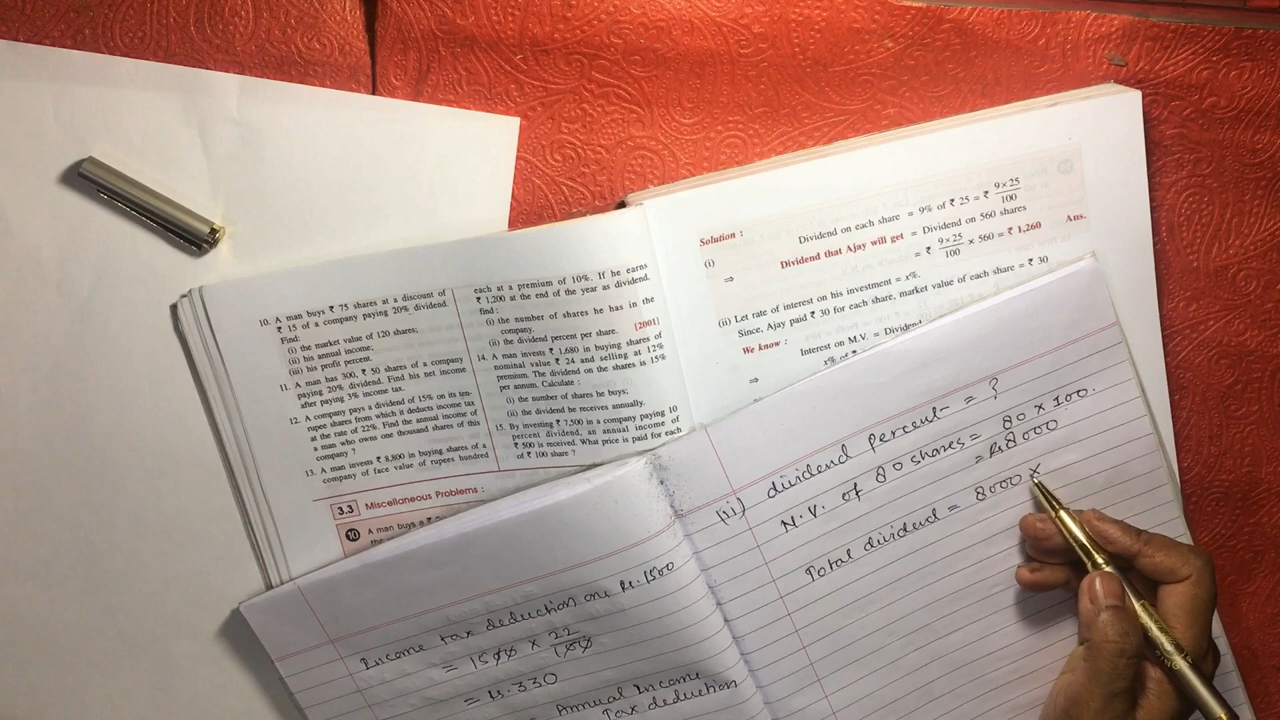 10. A man buys ₹ 75 shares at a discount of
₹ 15 of a company paying 20% dividend.
Find:
(i) the market value of 120 shares;
(ii) his annual income;
(iii) his profit percent.
11. A man has 300, ₹ 50 shares of a company
paying 20% dividend. Find his net income
after paying 3% income tax.
12. A company pays a dividend of 15% on its ten-
rupee shares from which it deducts income tax
at the rate of 22%. Find the annual income of
a man who owns one thousand shares of this
company ?
13. A man invests ₹ 8,800 in buying shares of a
company of face value of rupees hundred
each at a premium of 10%. If he earns
₹ 1,200 at the end of the year as dividend.
find :
(i) the number of shares he has in the
company.
(ii) the dividend percent per share. [2001]
14. A man invests ₹ 1,680 in buying shares of
nominal value ₹ 24 and selling at 12%
premium. The dividend on the shares is 15%
per annum. Calculate :
(i) the number of shares he buys;
(ii) the dividend he receives annually.
15. By investing ₹ 7,500 in a company paying 10
percent dividend, an annual income of
₹ 500 is received. What price is paid for each
of ₹ 100 share ?
3.3 Miscellaneous Problems :
10 A man buys a ₹
Solution :
(i) Dividend on each share = 9% of ₹ 25 = ₹ 9×25/100
⇒ Dividend that Ajay will get = Dividend on 560 shares
= ₹ 9×25/100 × 560 = ₹ 1,260 Ans.
(ii) Let rate of interest on his investment = x%.
Since, Ajay paid ₹ 30 for each share, market value of each share = ₹ 30
We know : Interest on M.V. = Dividend
⇒ x% of
Income tax deduction on Rs.1500
= 1500 × 22/100
= Rs.330
= Annual Income
Tax deduction
(ii) dividend percent = ?
N.V. of 80 shares = 80 × 100.
= Rs8000
Total dividend = 8000 ×